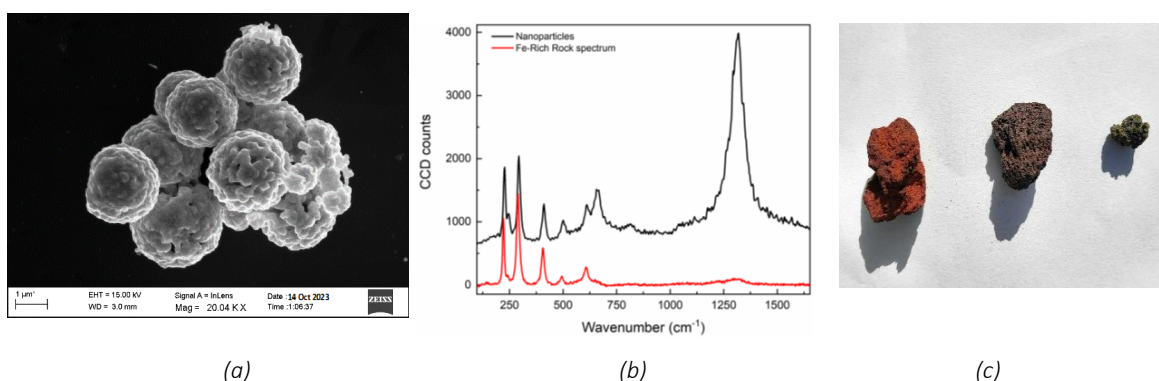 1 µm
EHT = 15.00 kV
WD = 3.0 mm
Signal A = InLens
Mag = 20.04 K X
Date :14 Oct 2023
Time :1:06:37
ZEISS
Nanoparticles
Fe-Rich Rock spectrum
CCD counts
4000
3000
2000
1000
0
250
500
750
1000
1250
1500
Wavenumber (cm⁻¹)
(a)
(b)
(c)